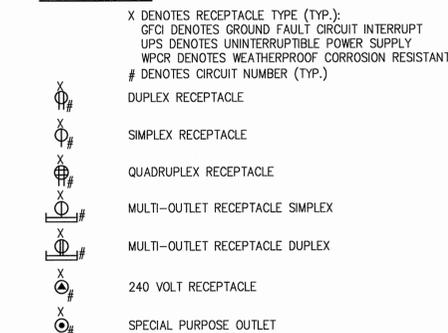 X DENOTES RECEPTACLE TYPE (TYP.):
GFCI DENOTES GROUND FAULT CIRCUIT INTERRUPT
UPS DENOTES UNINTERRUPTIBLE POWER SUPPLY
WPCR DENOTES WEATHERPROOF CORROSION RESISTANT
# DENOTES CIRCUIT NUMBER (TYP.)
X
# DUPLEX RECEPTACLE
X
# SIMPLEX RECEPTACLE
X
# QUADRUPLEX RECEPTACLE
X
# MULTI-OUTLET RECEPTACLE SIMPLEX
X
# MULTI-OUTLET RECEPTACLE DUPLEX
X
# 240 VOLT RECEPTACLE
X
# SPECIAL PURPOSE OUTLET